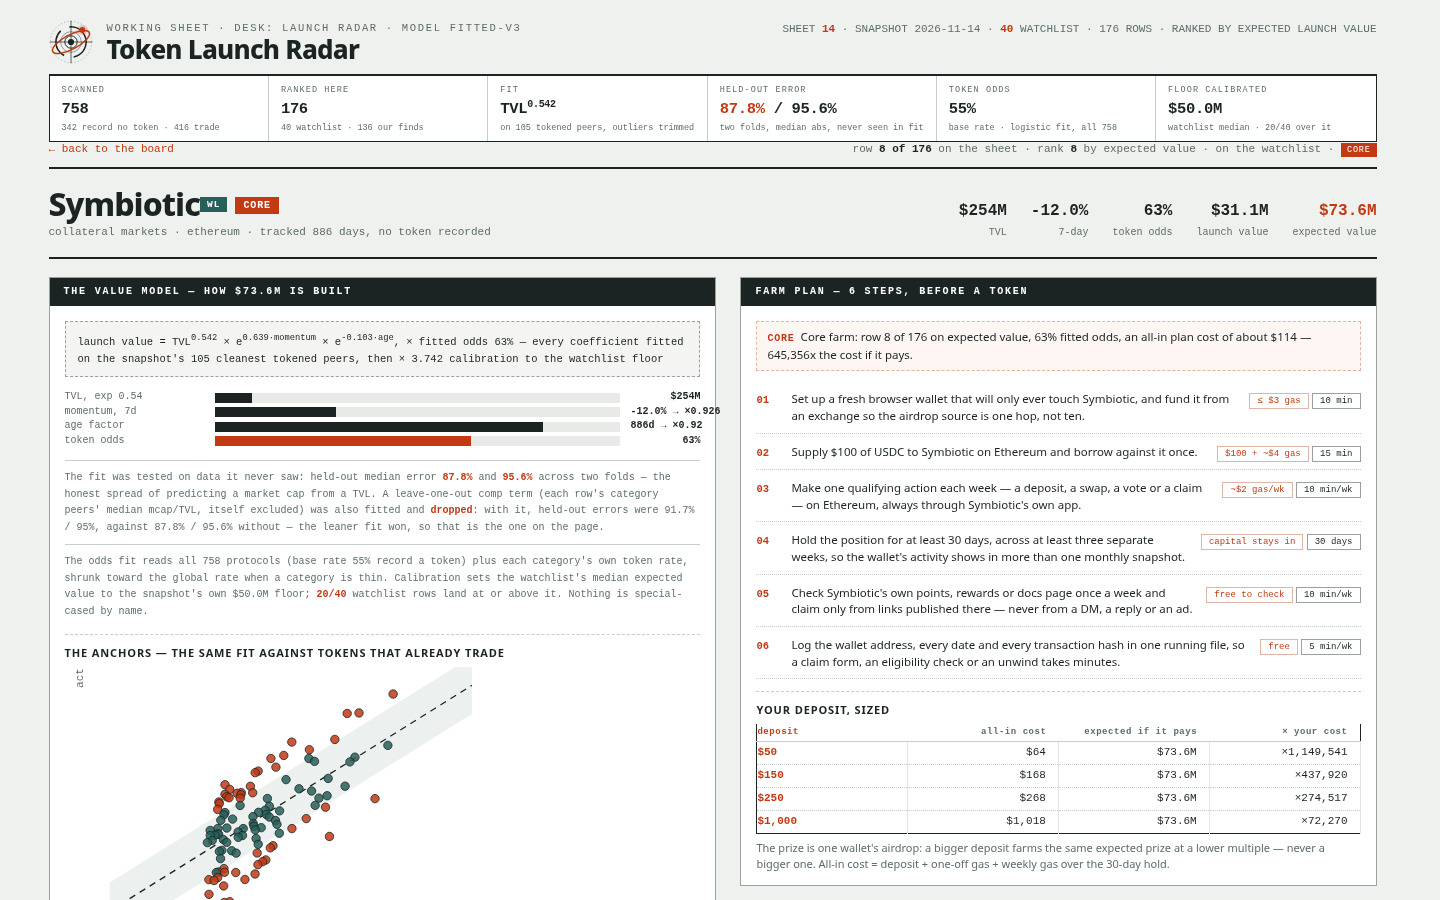 WORKING SHEET · DESK: LAUNCH RADAR · MODEL FITTED-V3
Token Launch Radar
SHEET 14 · SNAPSHOT 2026-11-14 · 40 WATCHLIST · 176 ROWS · RANKED BY EXPECTED LAUNCH VALUE
SCANNED
758
342 record no token · 416 trade
RANKED HERE
176
40 watchlist · 136 our finds
FIT
TVL0.542
on 105 tokened peers, outliers trimmed
HELD-OUT ERROR
87.8% / 95.6%
two folds, median abs, never seen in fit
TOKEN ODDS
55%
base rate · logistic fit, all 758
FLOOR CALIBRATED
$50.0M
watchlist median · 20/40 over it
← back to the board
row 8 of 176 on the sheet · rank 8 by expected value · on the watchlist · CORE
Symbiotic WL CORE
collateral markets · ethereum · tracked 886 days, no token recorded
$254M
TVL
-12.0%
7-day
63%
token odds
$31.1M
launch value
$73.6M
expected value
THE VALUE MODEL — HOW $73.6M IS BUILT
launch value = TVL0.542 × e0.639·momentum × e-0.103·age, × fitted odds 63% — every coefficient fitted
on the snapshot's 105 cleanest tokened peers, then × 3.742 calibration to the watchlist floor
TVL, exp 0.54 $254M
momentum, 7d -12.0% → ×0.926
age factor 886d → ×0.92
token odds 63%
The fit was tested on data it never saw: held-out median error 87.8% and 95.6% across two folds — the
honest spread of predicting a market cap from a TVL. A leave-one-out comp term (each row's category
peers' median mcap/TVL, itself excluded) was also fitted and dropped: with it, held-out errors were 91.7%
/ 95%, against 87.8% / 95.6% without — the leaner fit won, so that is the one on the page.
The odds fit reads all 758 protocols (base rate 55% record a token) plus each category's own token rate,
shrunk toward the global rate when a category is thin. Calibration sets the watchlist's median expected
value to the snapshot's own $50.0M floor; 20/40 watchlist rows land at or above it. Nothing is special-
cased by name.
THE ANCHORS — THE SAME FIT AGAINST TOKENS THAT ALREADY TRADE
act
FARM PLAN — 6 STEPS, BEFORE A TOKEN
CORE Core farm: row 8 of 176 on expected value, 63% fitted odds, an all-in plan cost of about $114 —
645,356x the cost if it pays.
01 Set up a fresh browser wallet that will only ever touch Symbiotic, and fund it from
an exchange so the airdrop source is one hop, not ten.
≤ $3 gas 10 min
02 Supply $100 of USDC to Symbiotic on Ethereum and borrow against it once.
$100 + ~$4 gas 15 min
03 Make one qualifying action each week — a deposit, a swap, a vote or a claim
— on Ethereum, always through Symbiotic's own app.
~$2 gas/wk 10 min/wk
04 Hold the position for at least 30 days, across at least three separate
weeks, so the wallet's activity shows in more than one monthly snapshot.
capital stays in 30 days
05 Check Symbiotic's own points, rewards or docs page once a week and
claim only from links published there — never from a DM, a reply or an ad.
free to check 10 min/wk
06 Log the wallet address, every date and every transaction hash in one running file, so
a claim form, an eligibility check or an unwind takes minutes.
free 5 min/wk
YOUR DEPOSIT, SIZED
deposit all-in cost expected if it pays × your cost
$50 $64 $73.6M ×1,149,541
$150 $168 $73.6M ×437,920
$250 $268 $73.6M ×274,517
$1,000 $1,018 $73.6M ×72,270
The prize is one wallet's airdrop: a bigger deposit farms the same expected prize at a lower multiple — never a
bigger one. All-in cost = deposit + one-off gas + weekly gas over the 30-day hold.